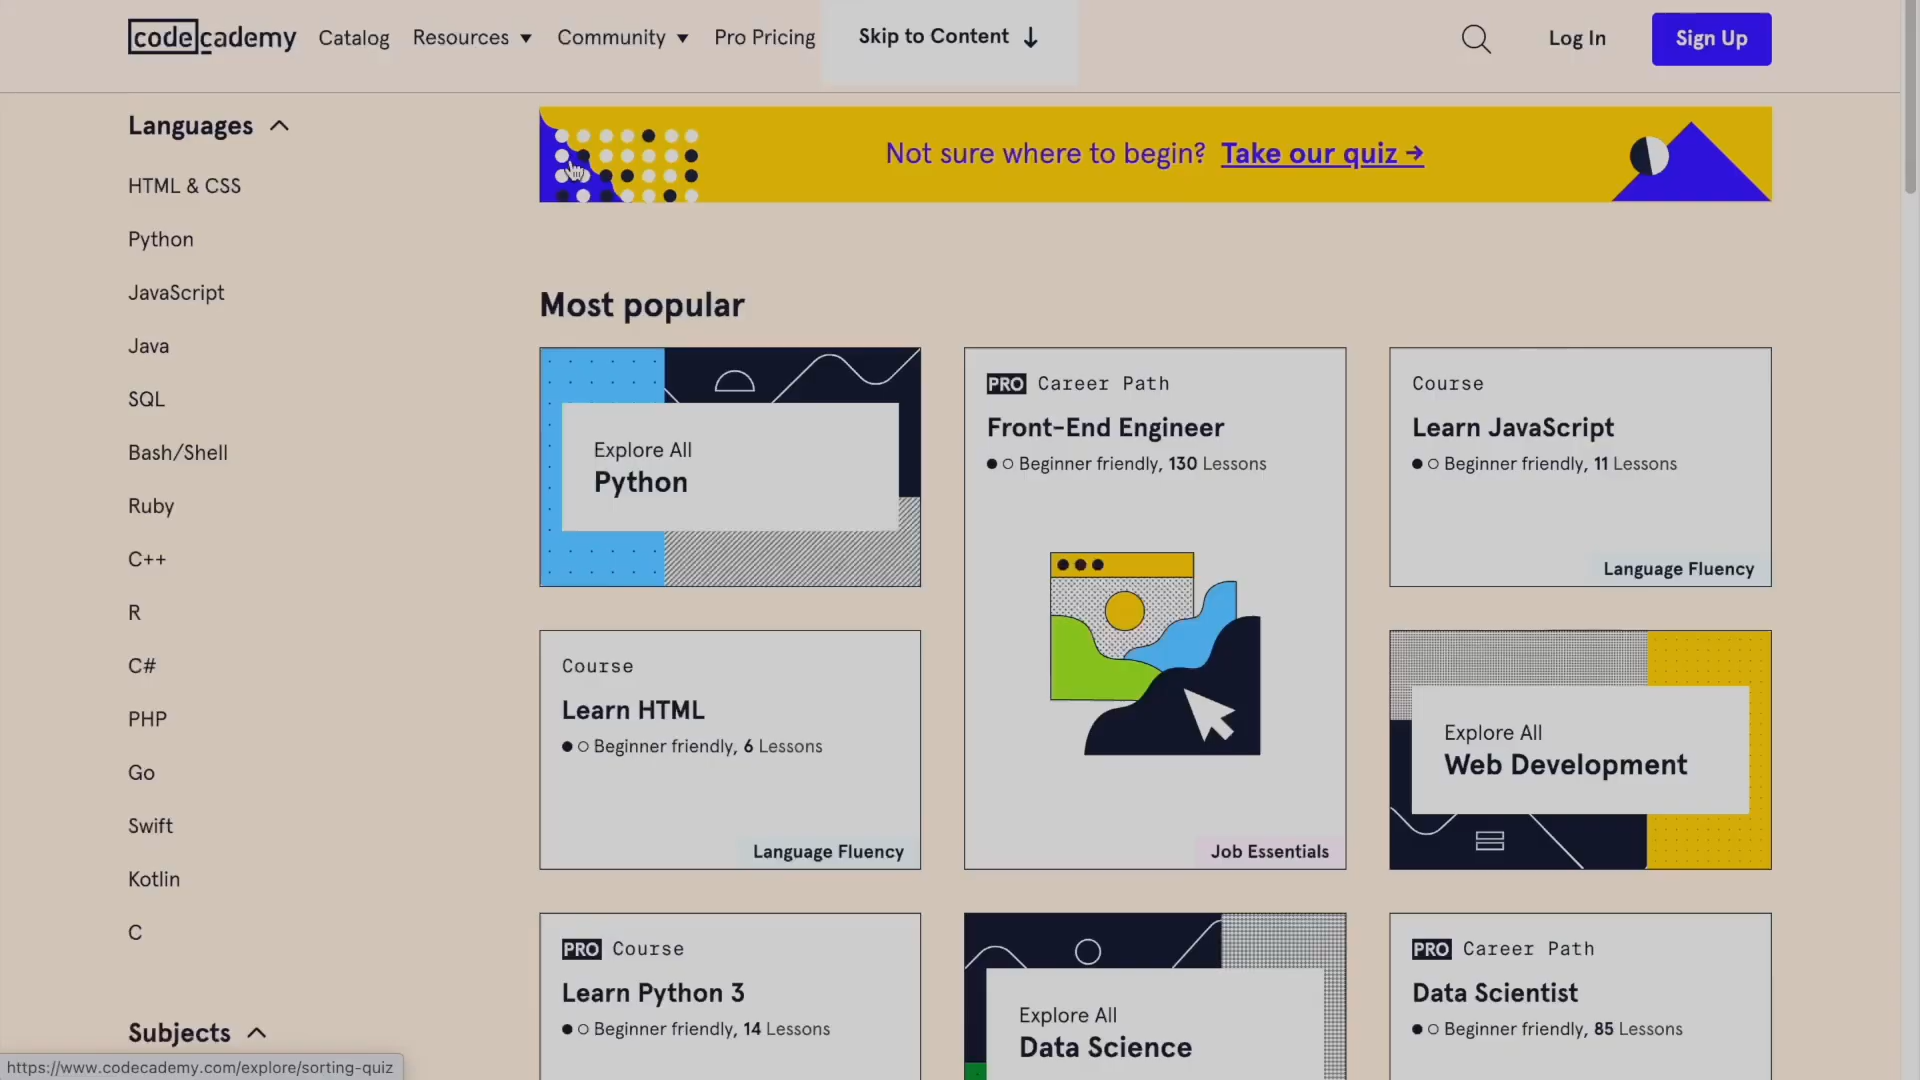 codecademy
Catalog
Resources
Community
Pro Pricing
Skip to Content ↓
Log In
Sign Up
Languages
HTML & CSS
Python
JavaScript
Java
SQL
Bash/Shell
Ruby
C++
R
C#
PHP
Go
Swift
Kotlin
C
Subjects
Not sure where to begin? Take our quiz →
Most popular
Explore All
Python
PRO Career Path
Front-End Engineer
Beginner friendly, 130 Lessons
Job Essentials
Course
Learn JavaScript
Beginner friendly, 11 Lessons
Language Fluency
Course
Learn HTML
Beginner friendly, 6 Lessons
Language Fluency
Explore All
Web Development
PRO Course
Learn Python 3
Beginner friendly, 14 Lessons
Explore All
Data Science
PRO Career Path
Data Scientist
Beginner friendly, 85 Lessons
https://www.codecademy.com/explore/sorting-quiz